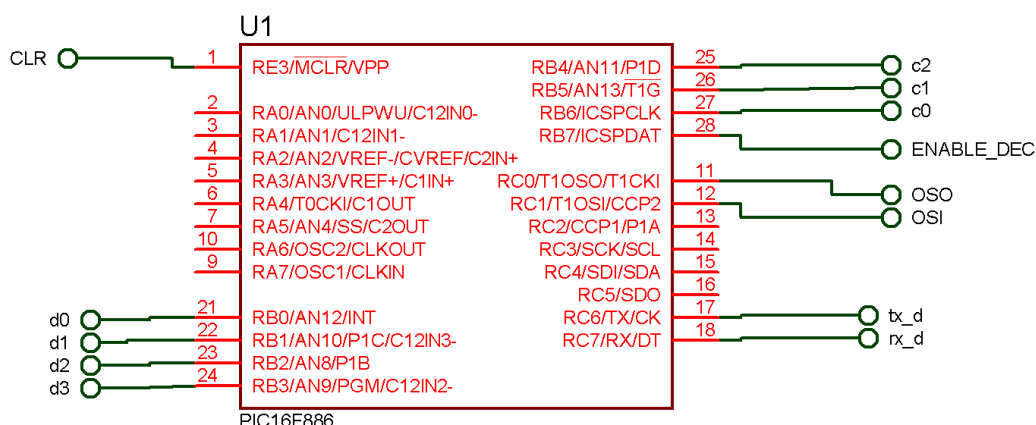 U1
CLR
1
RE3/MCLR/VPP
2
RA0/AN0/ULPWU/C12IN0-
3
RA1/AN1/C12IN1-
4
RA2/AN2/VREF-/CVREF/C2IN+
5
RA3/AN3/VREF+/C1IN+
6
RA4/T0CKI/C1OUT
7
RA5/AN4/SS/C2OUT
10
RA6/OSC2/CLKOUT
9
RA7/OSC1/CLKIN
d0
21
RB0/AN12/INT
d1
22
RB1/AN10/P1C/C12IN3-
d2
23
RB2/AN8/P1B
d3
24
RB3/AN9/PGM/C12IN2-
RB4/AN11/P1D
25
c2
RB5/AN13/T1G
26
c1
RB6/ICSPCLK
27
c0
RB7/ICSPDAT
28
ENABLE_DEC
RC0/T1OSO/T1CKI
11
OSO
RC1/T1OSI/CCP2
12
OSI
RC2/CCP1/P1A
13
RC3/SCK/SCL
14
RC4/SDI/SDA
15
RC5/SDO
16
RC6/TX/CK
17
tx_d
RC7/RX/DT
18
rx_d
PIC16F886